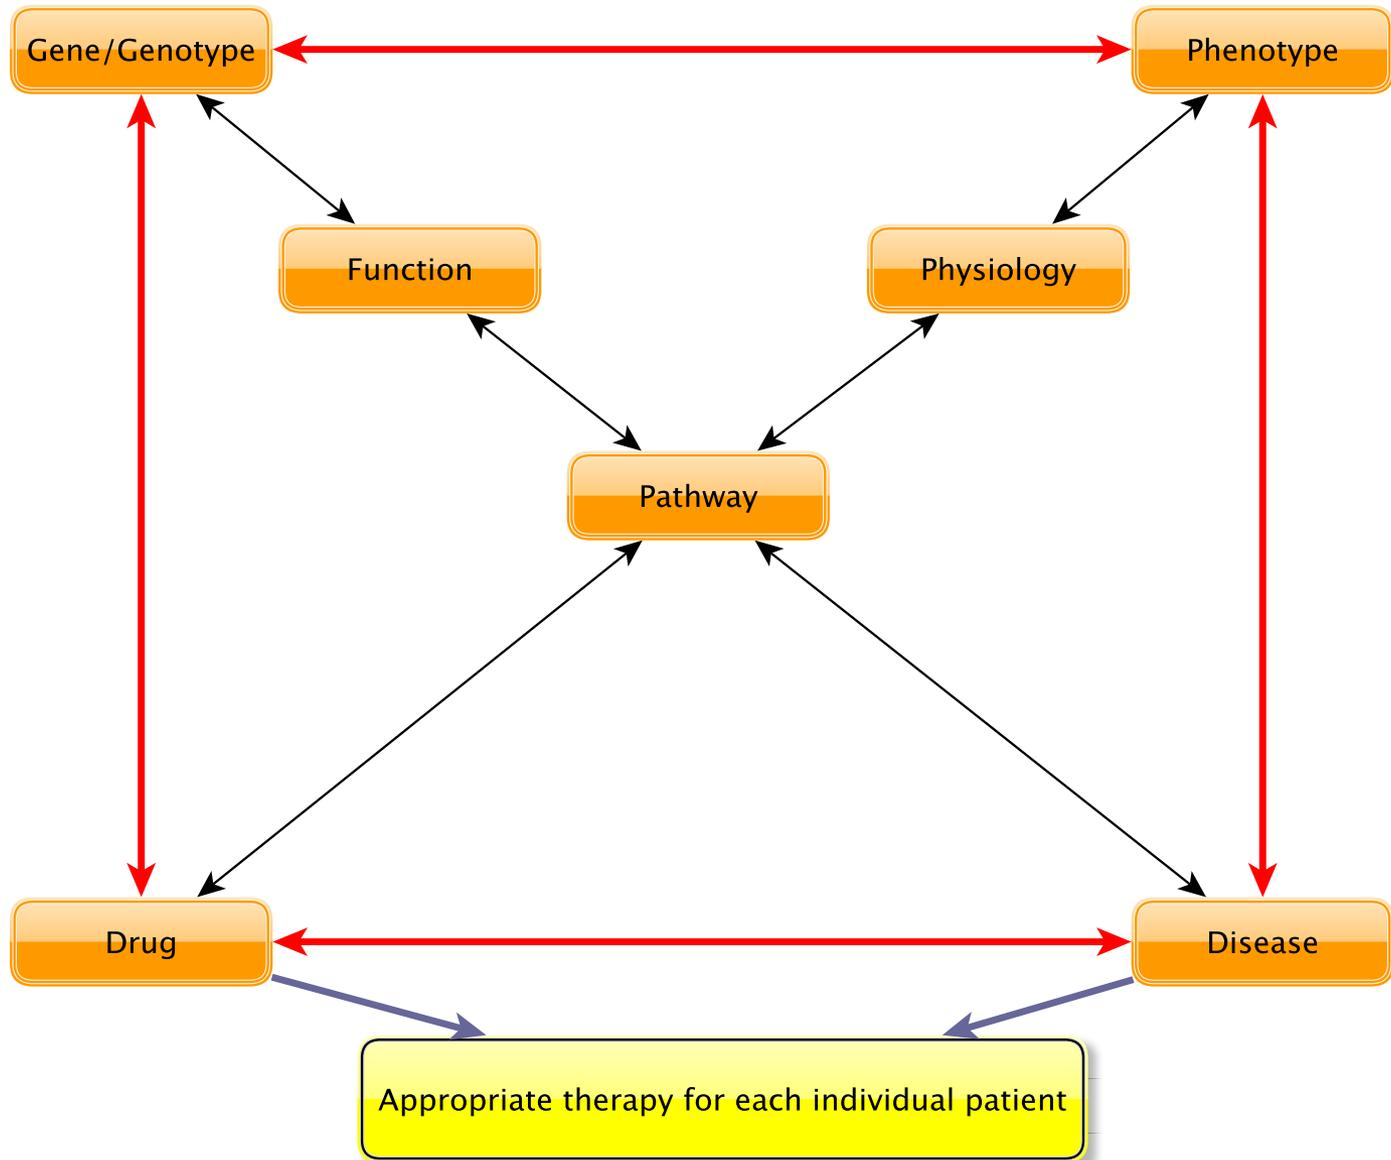 Gene/Genotype
Phenotype
Function
Physiology
Pathway
Drug
Disease
Appropriate therapy for each individual patient